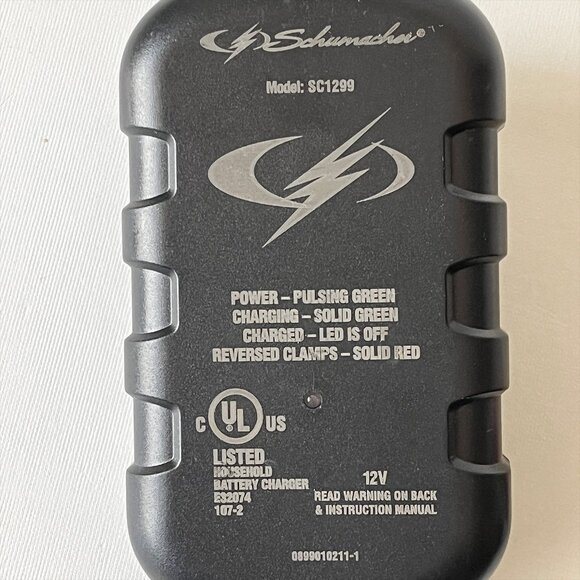 Schumacher®
Model: SC1299
POWER – PULSING GREEN
CHARGING – SOLID GREEN
CHARGED – LED IS OFF
REVERSED CLAMPS – SOLID RED
C UL® US
LISTED
HOUSEHOLD
BATTERY CHARGER
E92074
107-2
12V
READ WARNING ON BACK
& INSTRUCTION MANUAL
0899010211-1